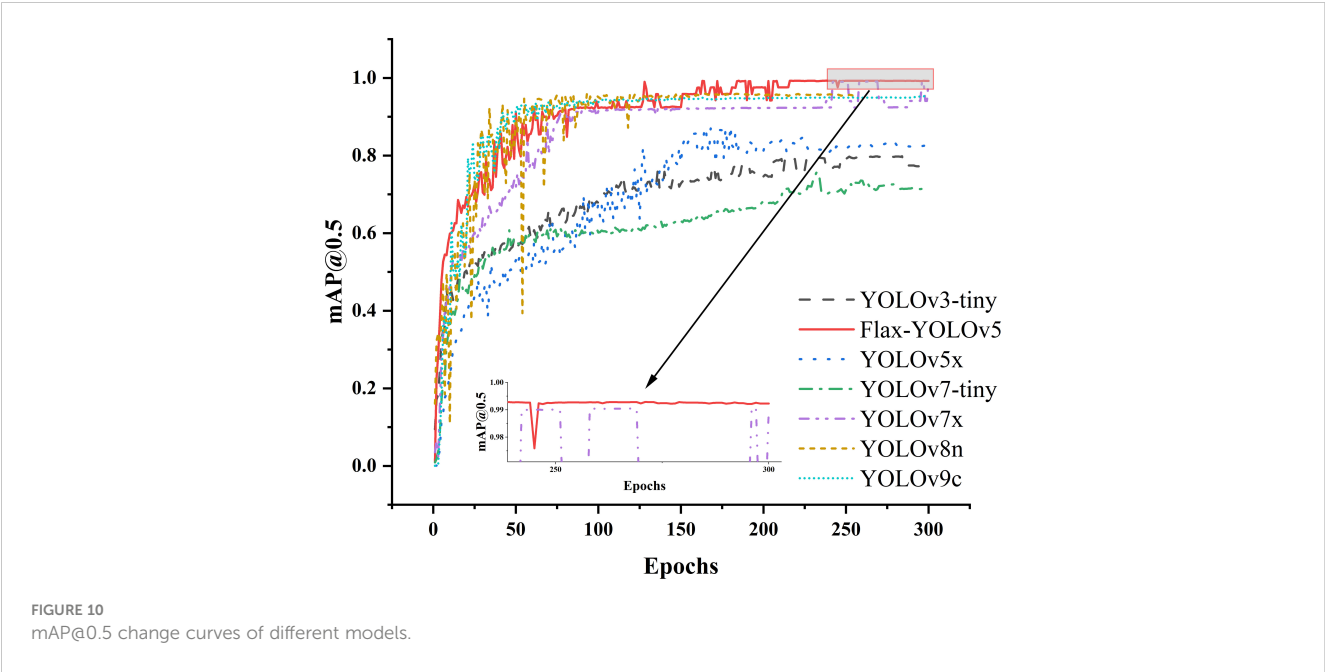 1.0
0.8
0.6
0.4
0.2
0.0
mAP@0.5
0
50
100
150
200
250
300
Epochs
YOLOv3-tiny
Flax-YOLOv5
YOLOv5x
YOLOv7-tiny
YOLOv7x
YOLOv8n
YOLOv9c
1.00
0.99
0.98
mAP@0.5
250
300
Epochs
FIGURE 10
mAP@0.5 change curves of different models.